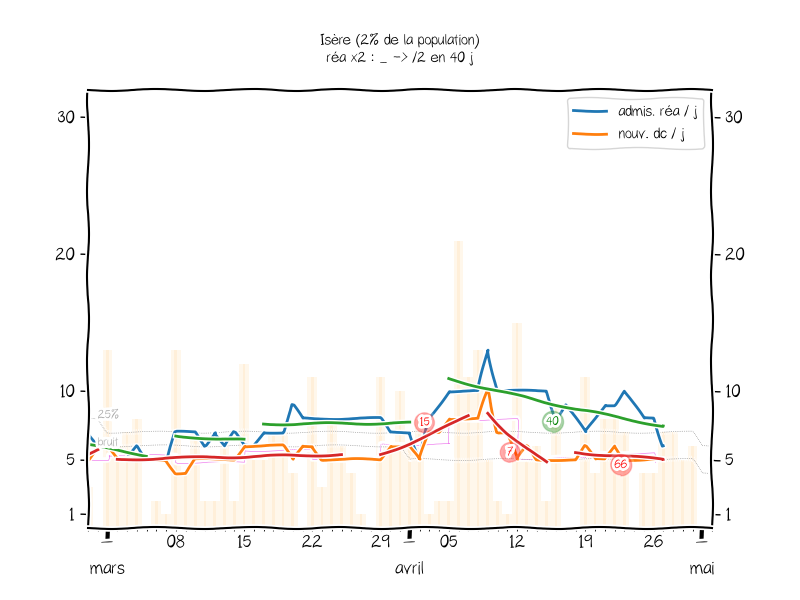 Isère (2% de la population)
réa x2 : _ -> /2 en 40 j
admis. réa / j
nouv. dc / j
30
30
20
20
10
10
5
5
1
1
25%
bruit
15
40
7
66
08
15
22
29
05
12
19
26
mars
avril
mai